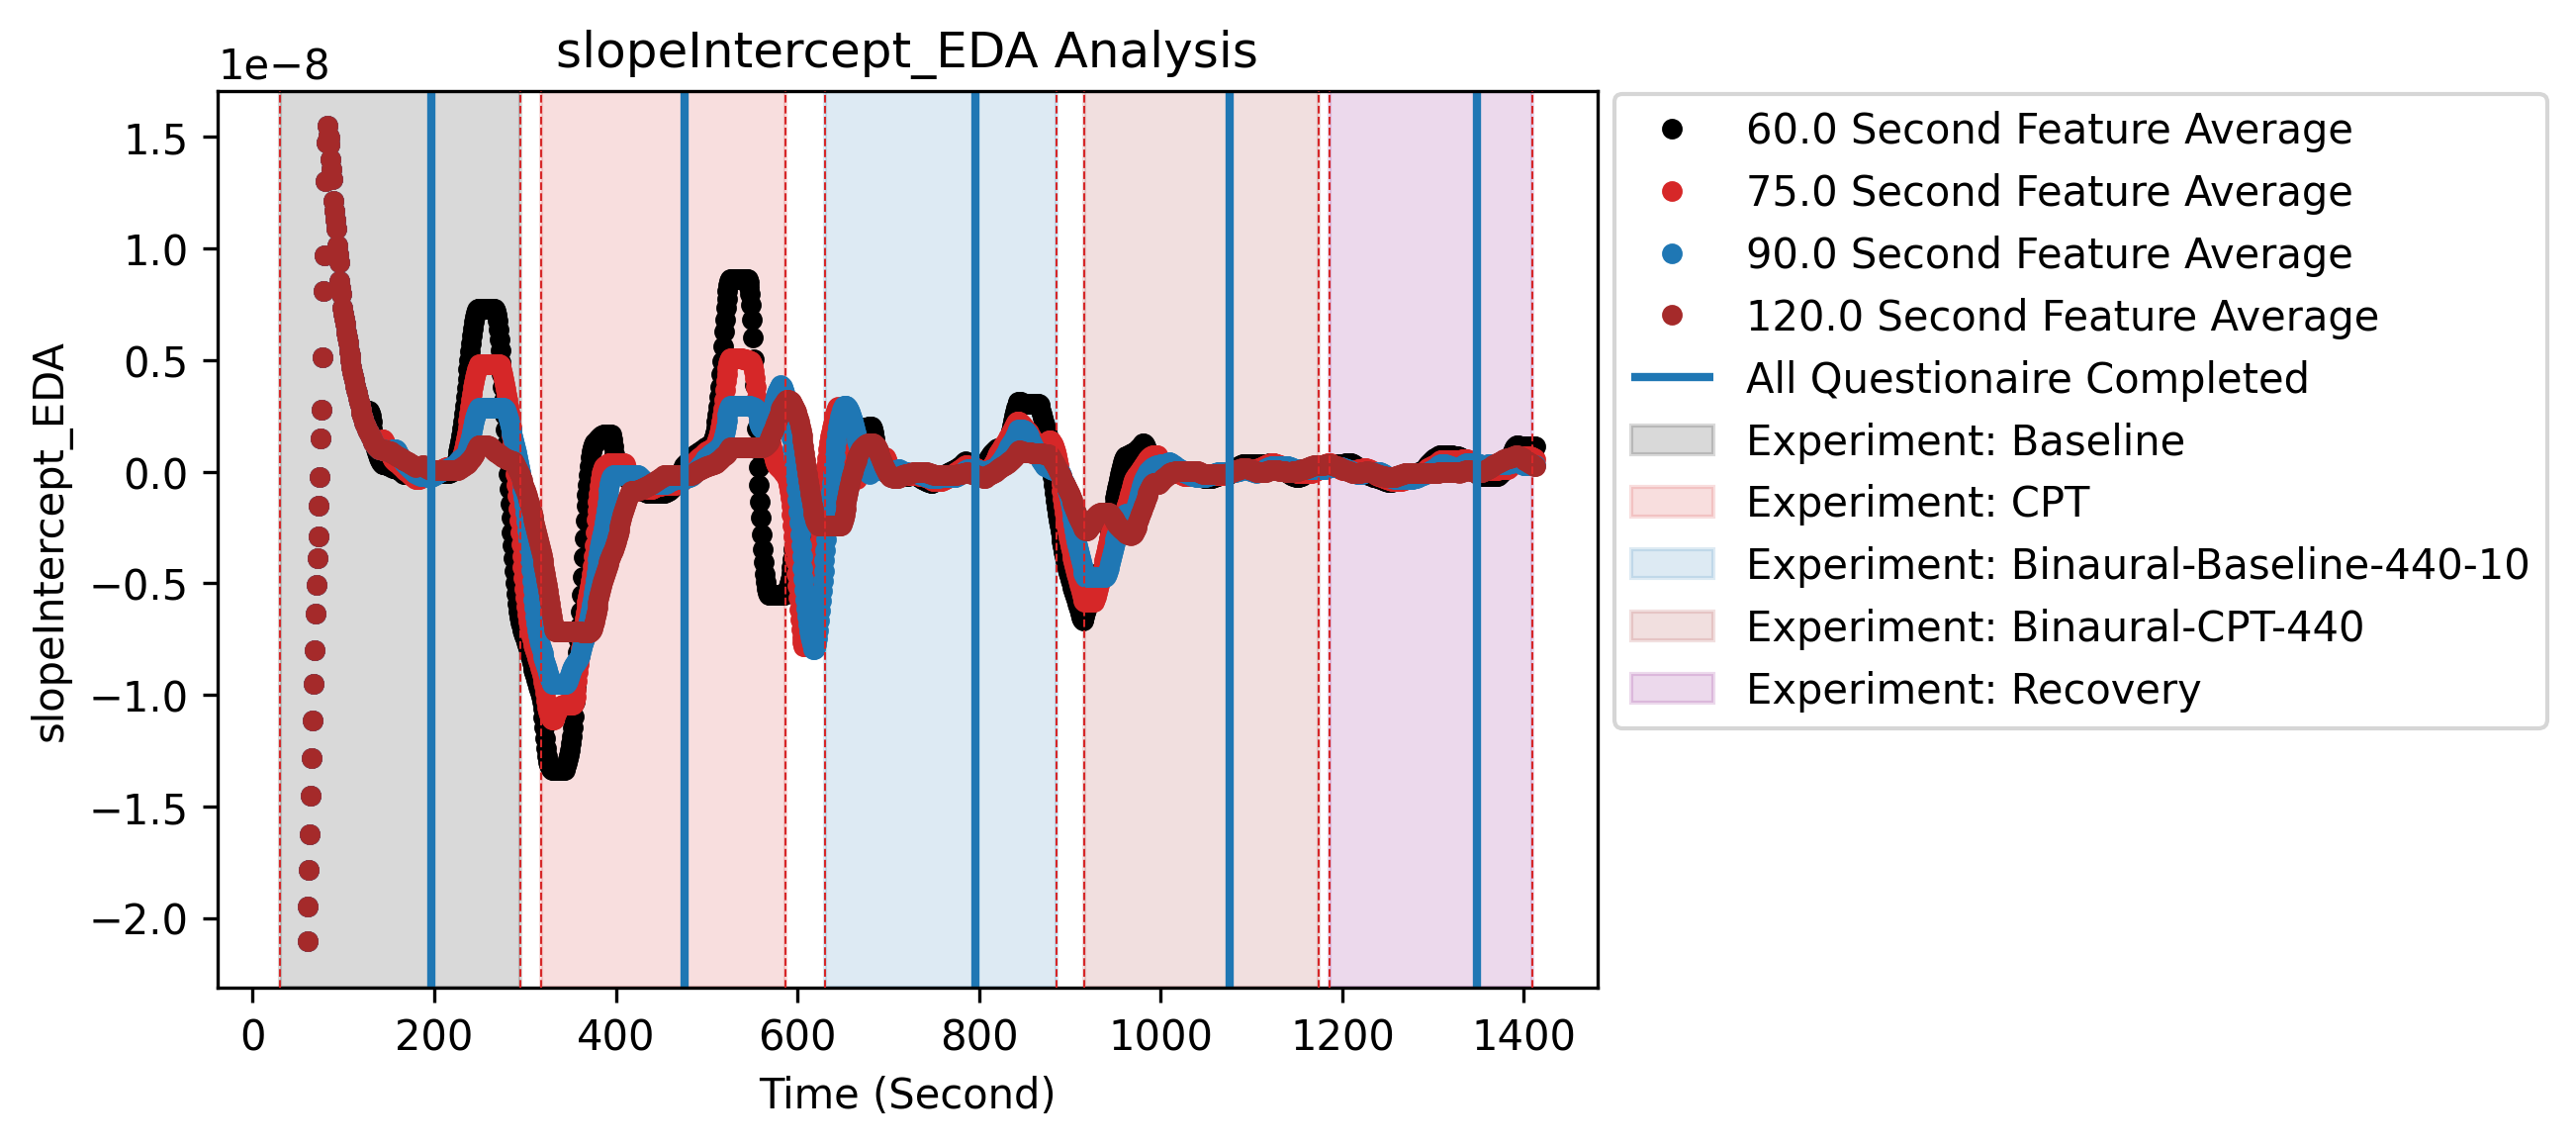 slopeIntercept_EDA Analysis
1e−8
1.5
1.0
0.5
0.0
−0.5
−1.0
−1.5
−2.0
slopeIntercept_EDA
0 200 400 600 800 1000 1200 1400
Time (Second)
60.0 Second Feature Average
75.0 Second Feature Average
90.0 Second Feature Average
120.0 Second Feature Average
All Questionaire Completed
Experiment: Baseline
Experiment: CPT
Experiment: Binaural-Baseline-440-10
Experiment: Binaural-CPT-440
Experiment: Recovery